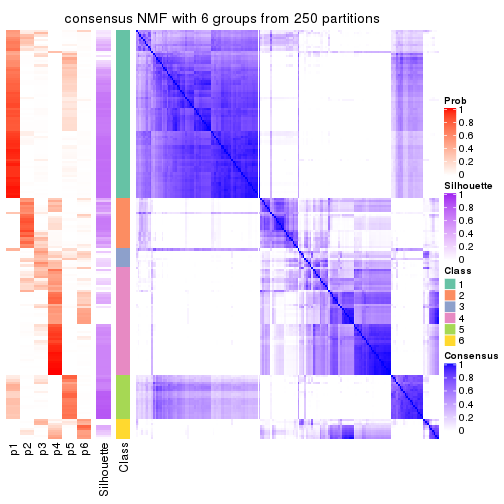 consensus NMF with 6 groups from 250 partitions
Prob
1
0.8
0.6
0.4
0.2
0
Silhouette
1
0.8
0.6
0.4
0.2
0
Class
1
2
3
4
5
6
Consensus
1
0.8
0.6
0.4
0.2
0
p1
p2
p3
p4
p5
p6
Silhouette
Class